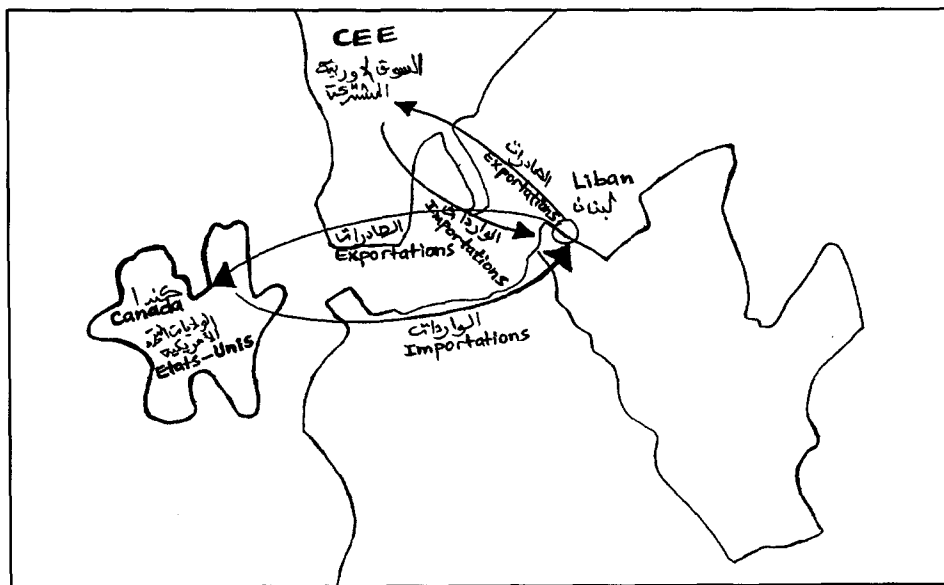 CEE
السوق الاوربية
المشتركة
الصادرات
Exportations
Liban
لبنان
الواردات
Importations
الصادرات
Exportations
كندا
Canada
الولايات المتحدة
الأمريكية
Etats-Unis
الواردات
Importations